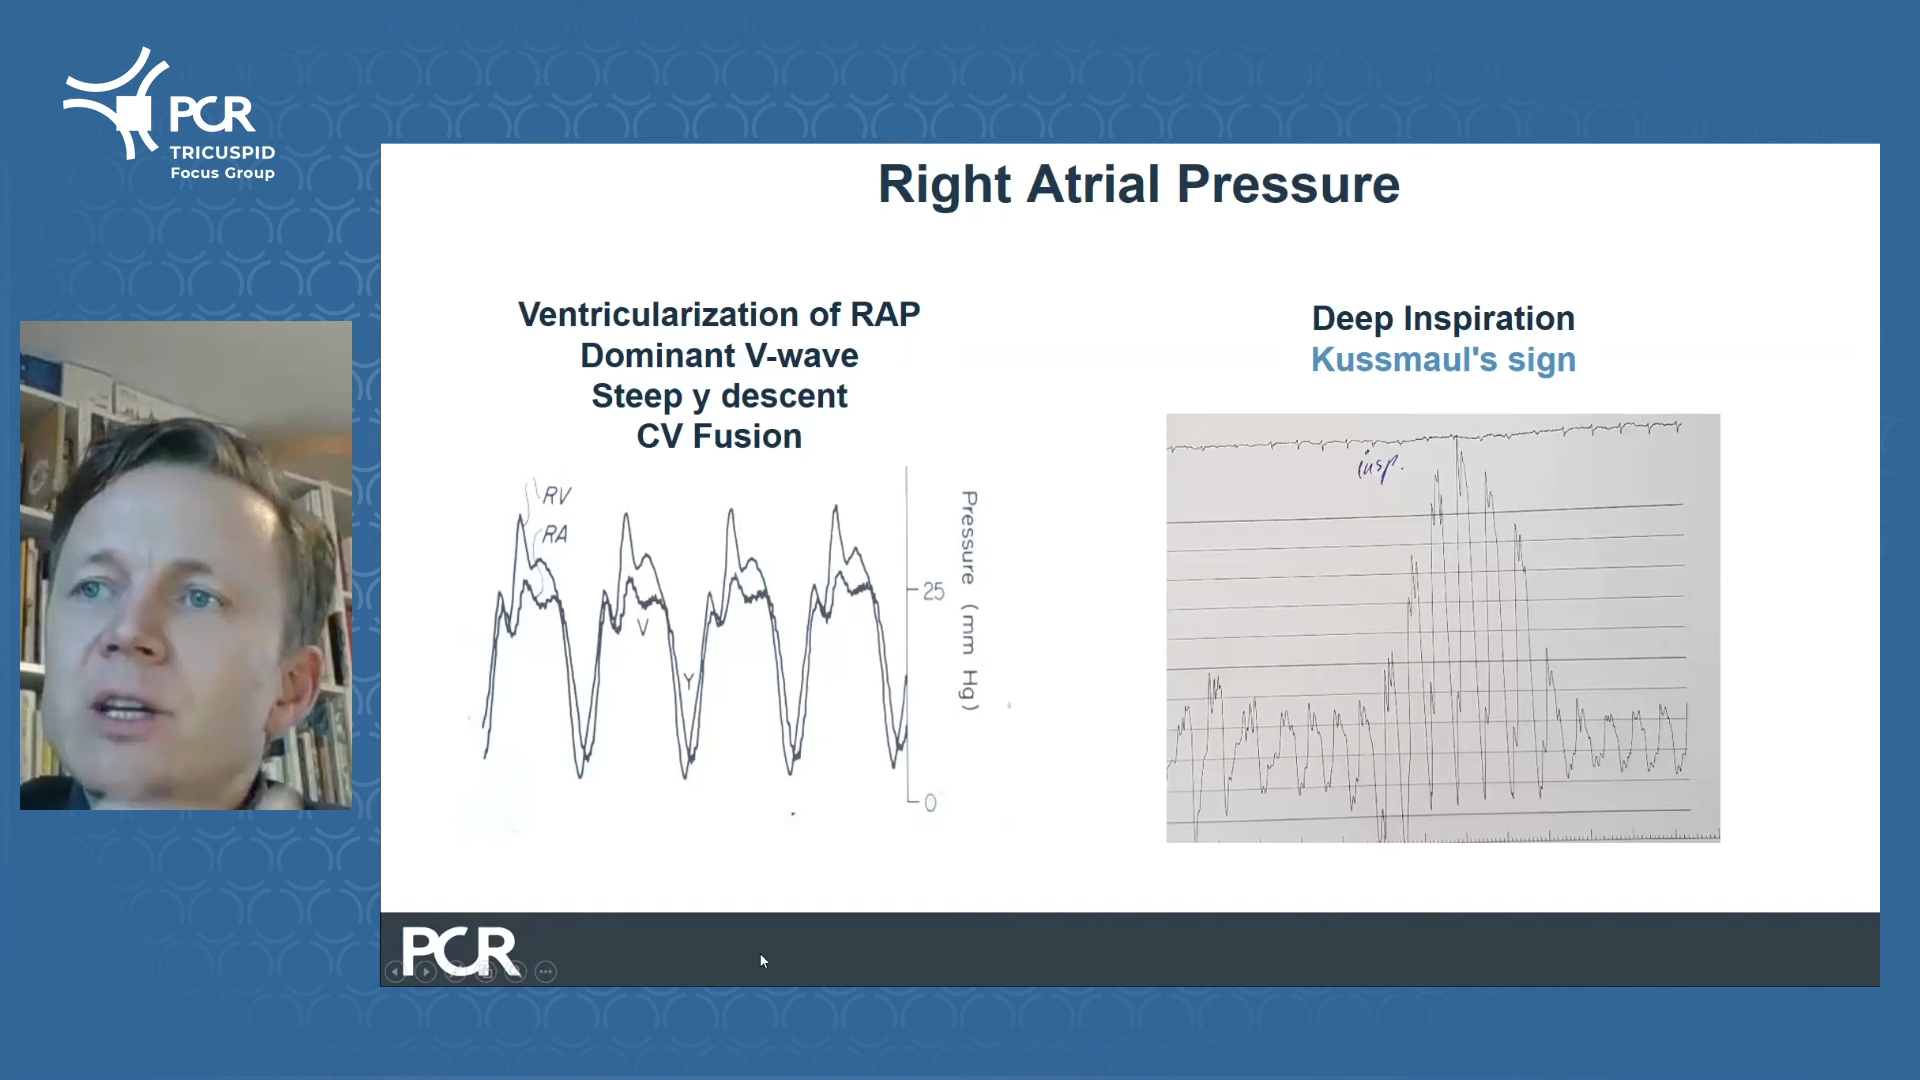 PCR
TRICUSPID
Focus Group
Right Atrial Pressure
Ventricularization of RAP
Dominant V-wave
Steep y descent
CV Fusion
RV
RA
V
Y
25
0
Pressure (mm Hg)
Deep Inspiration
Kussmaul's sign
insp.
PCR